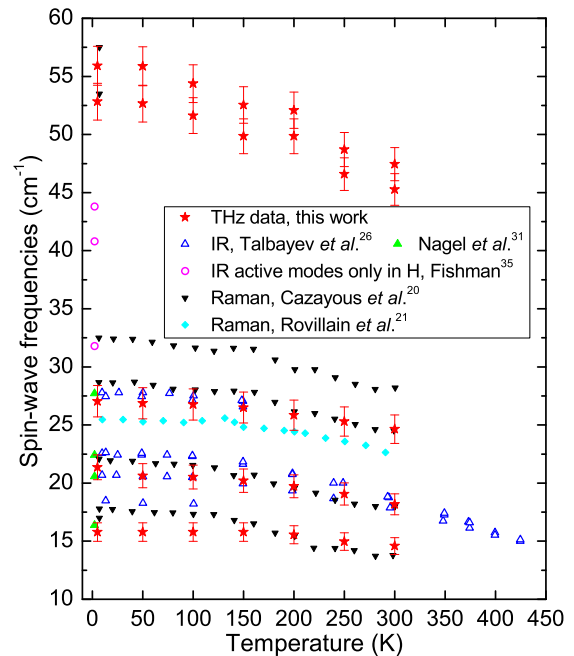 60
55
50
45
40
35
30
25
20
15
10
Spin-wave frequencies (cm⁻¹)
THz data, this work
IR, Talbayev et al.²⁶ Nagel et al.³¹
IR active modes only in H, Fishman³⁵
Raman, Cazayous et al.²⁰
Raman, Rovillain et al.²¹
0 50 100 150 200 250 300 350 400 450
Temperature (K)